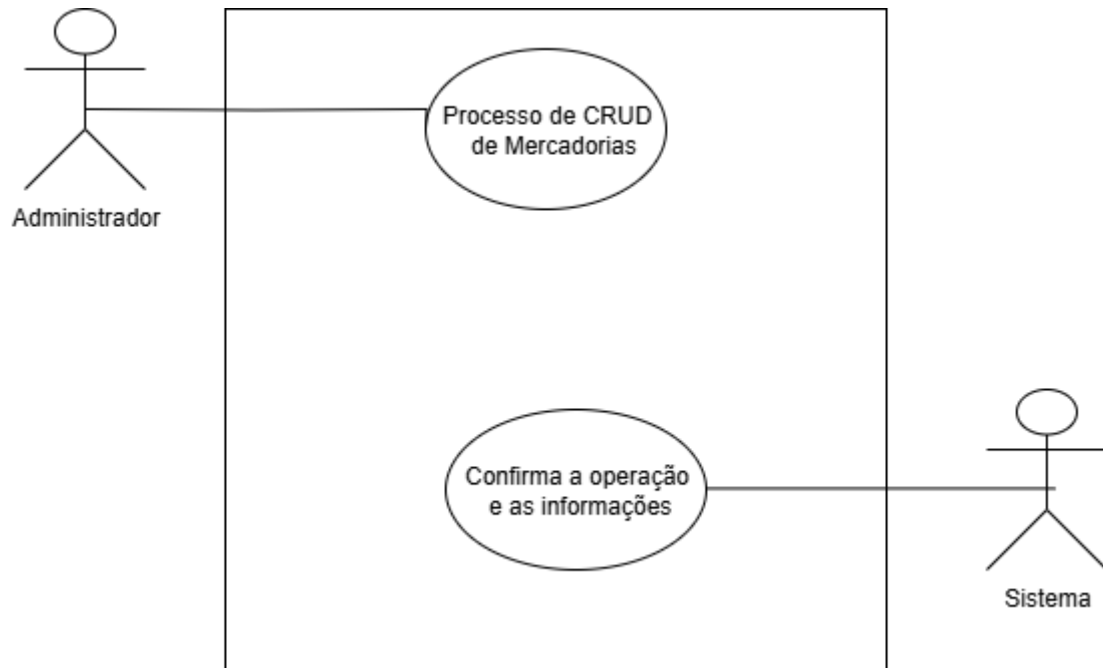 Processo de CRUD
de Mercadorias
Administrador
Confirma a operação
e as informações
Sistema